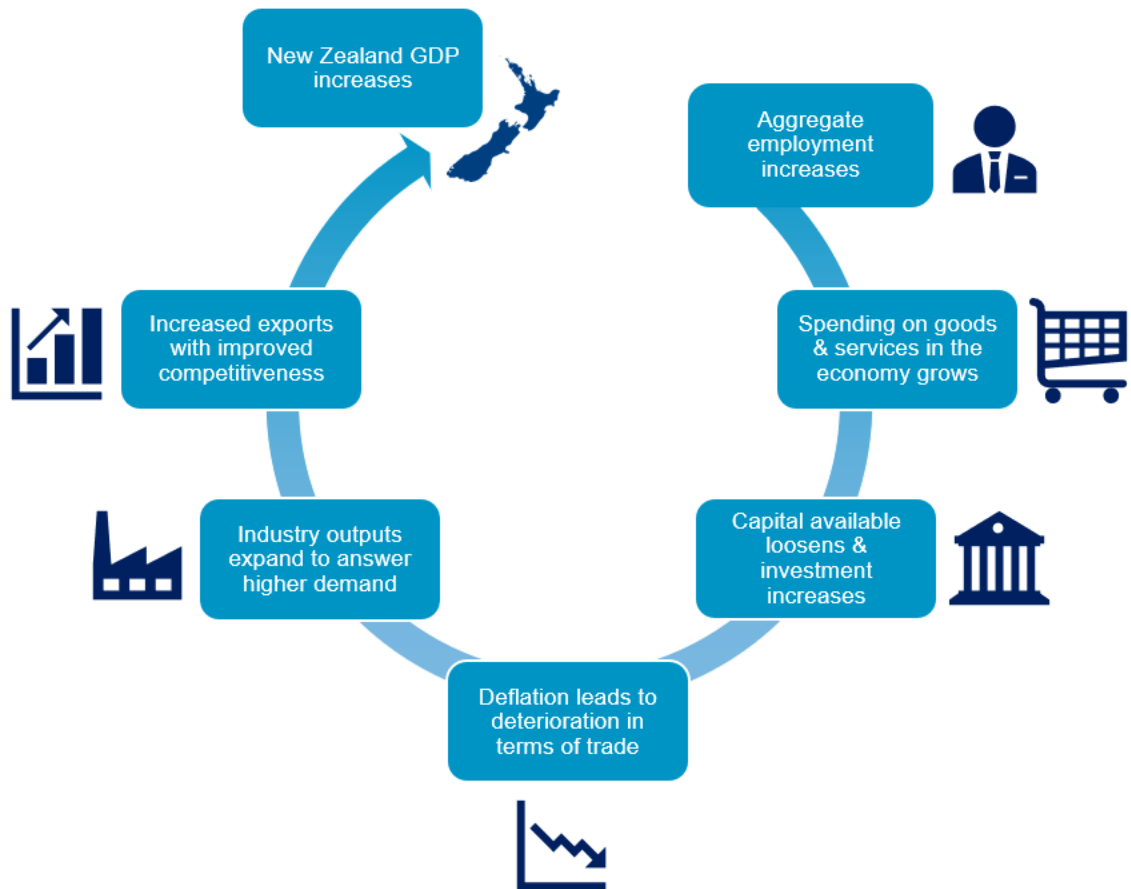 New Zealand GDP
increases
Aggregate
employment
increases
Spending on goods
& services in the
economy grows
Capital available
loosens &
investment
increases
Deflation leads to
deterioration in
terms of trade
Industry outputs
expand to answer
higher demand
Increased exports
with improved
competitiveness